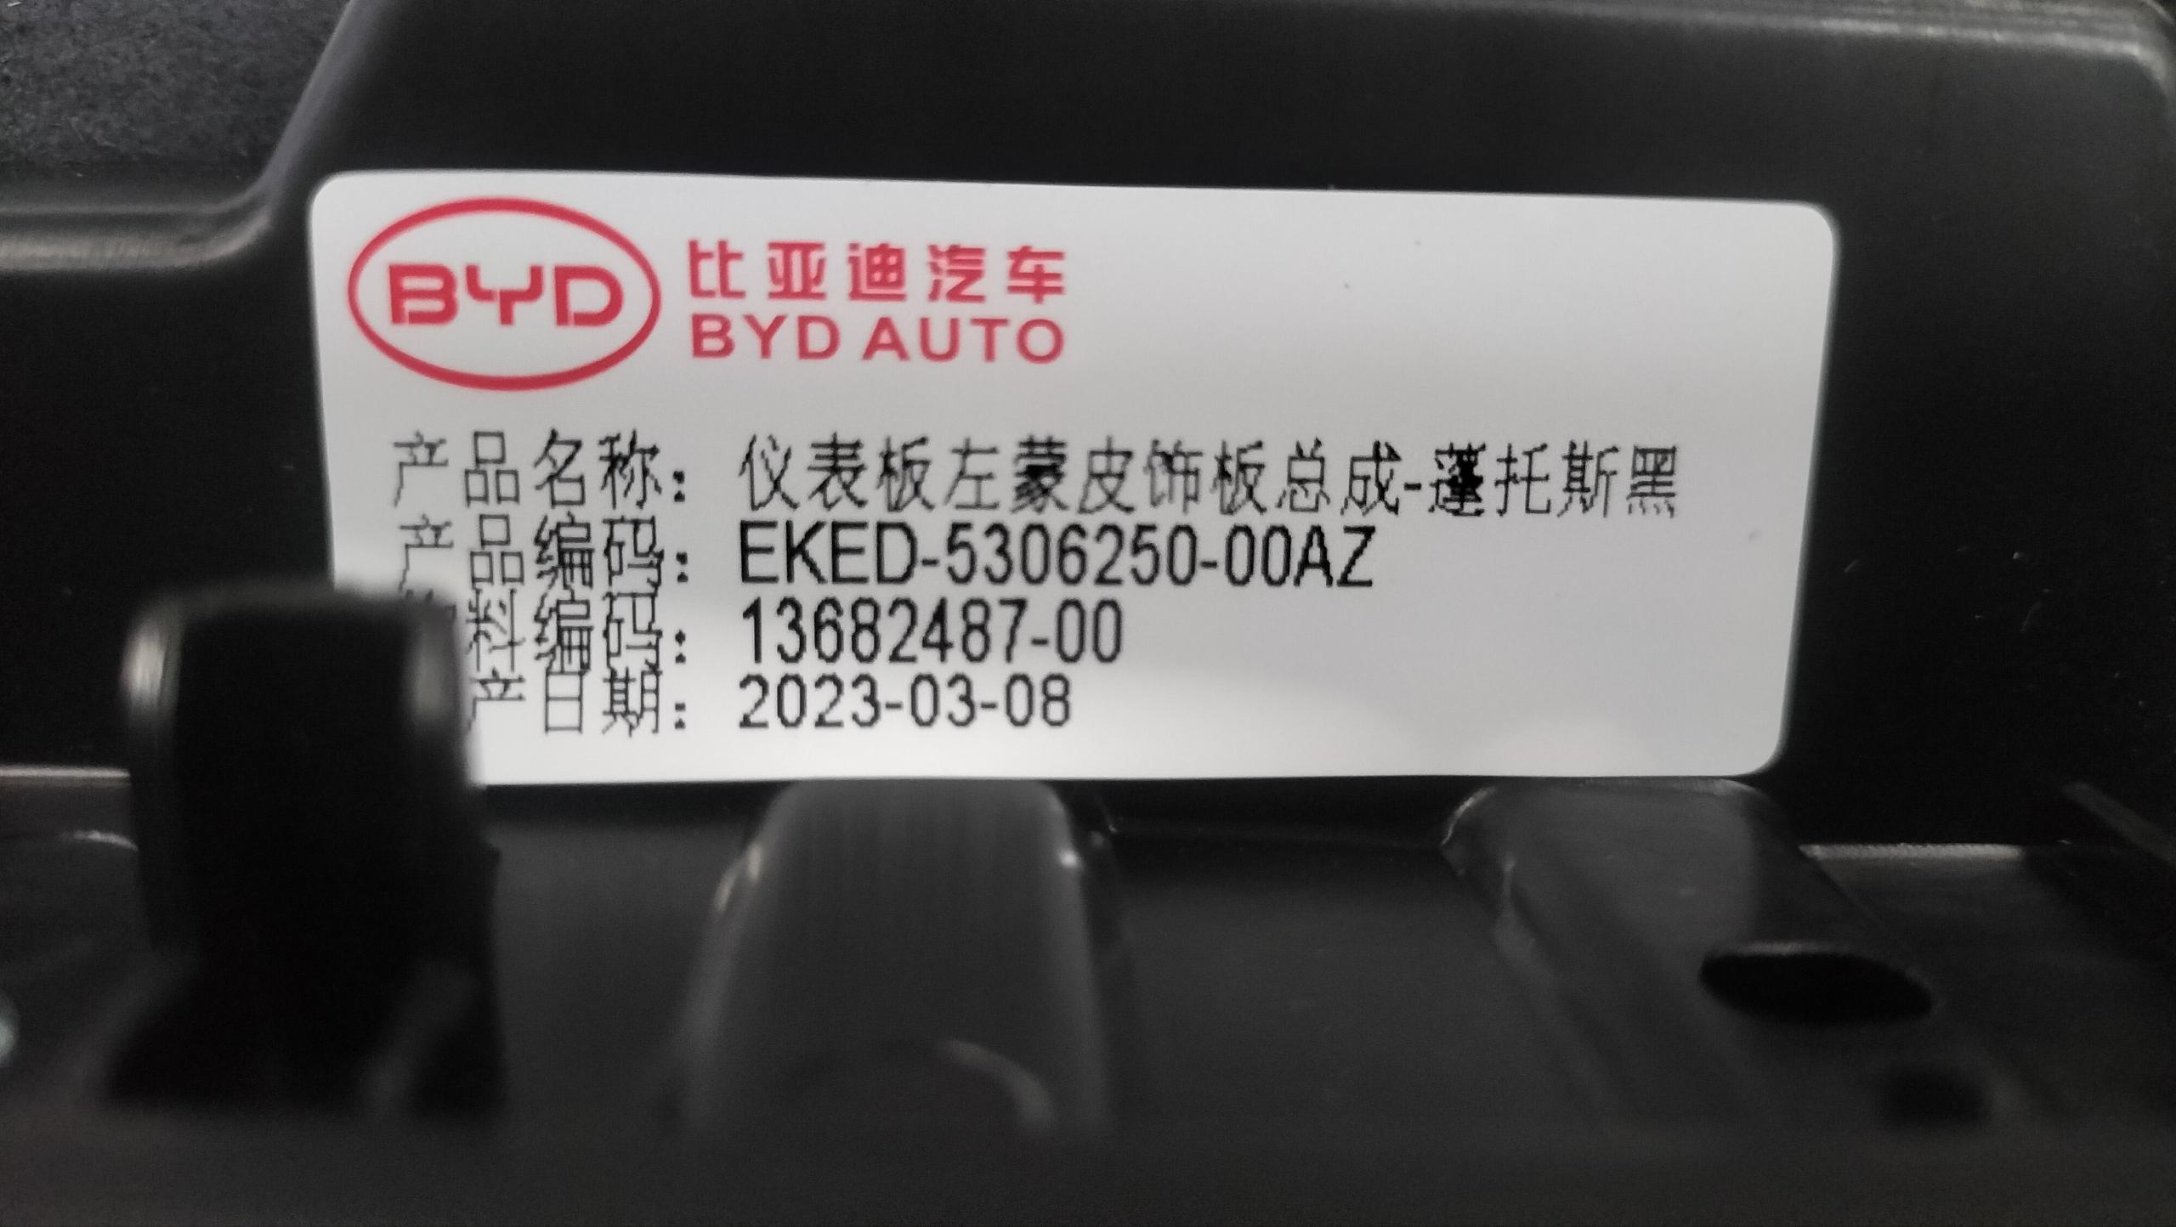 BYD
比亚迪汽车
BYD AUTO
产品名称：仪表板左蒙皮饰板总成-蓬托斯黑
产品编码：EKED-5306250-00AZ
料编码：13682487-00
产日期：2023-03-08